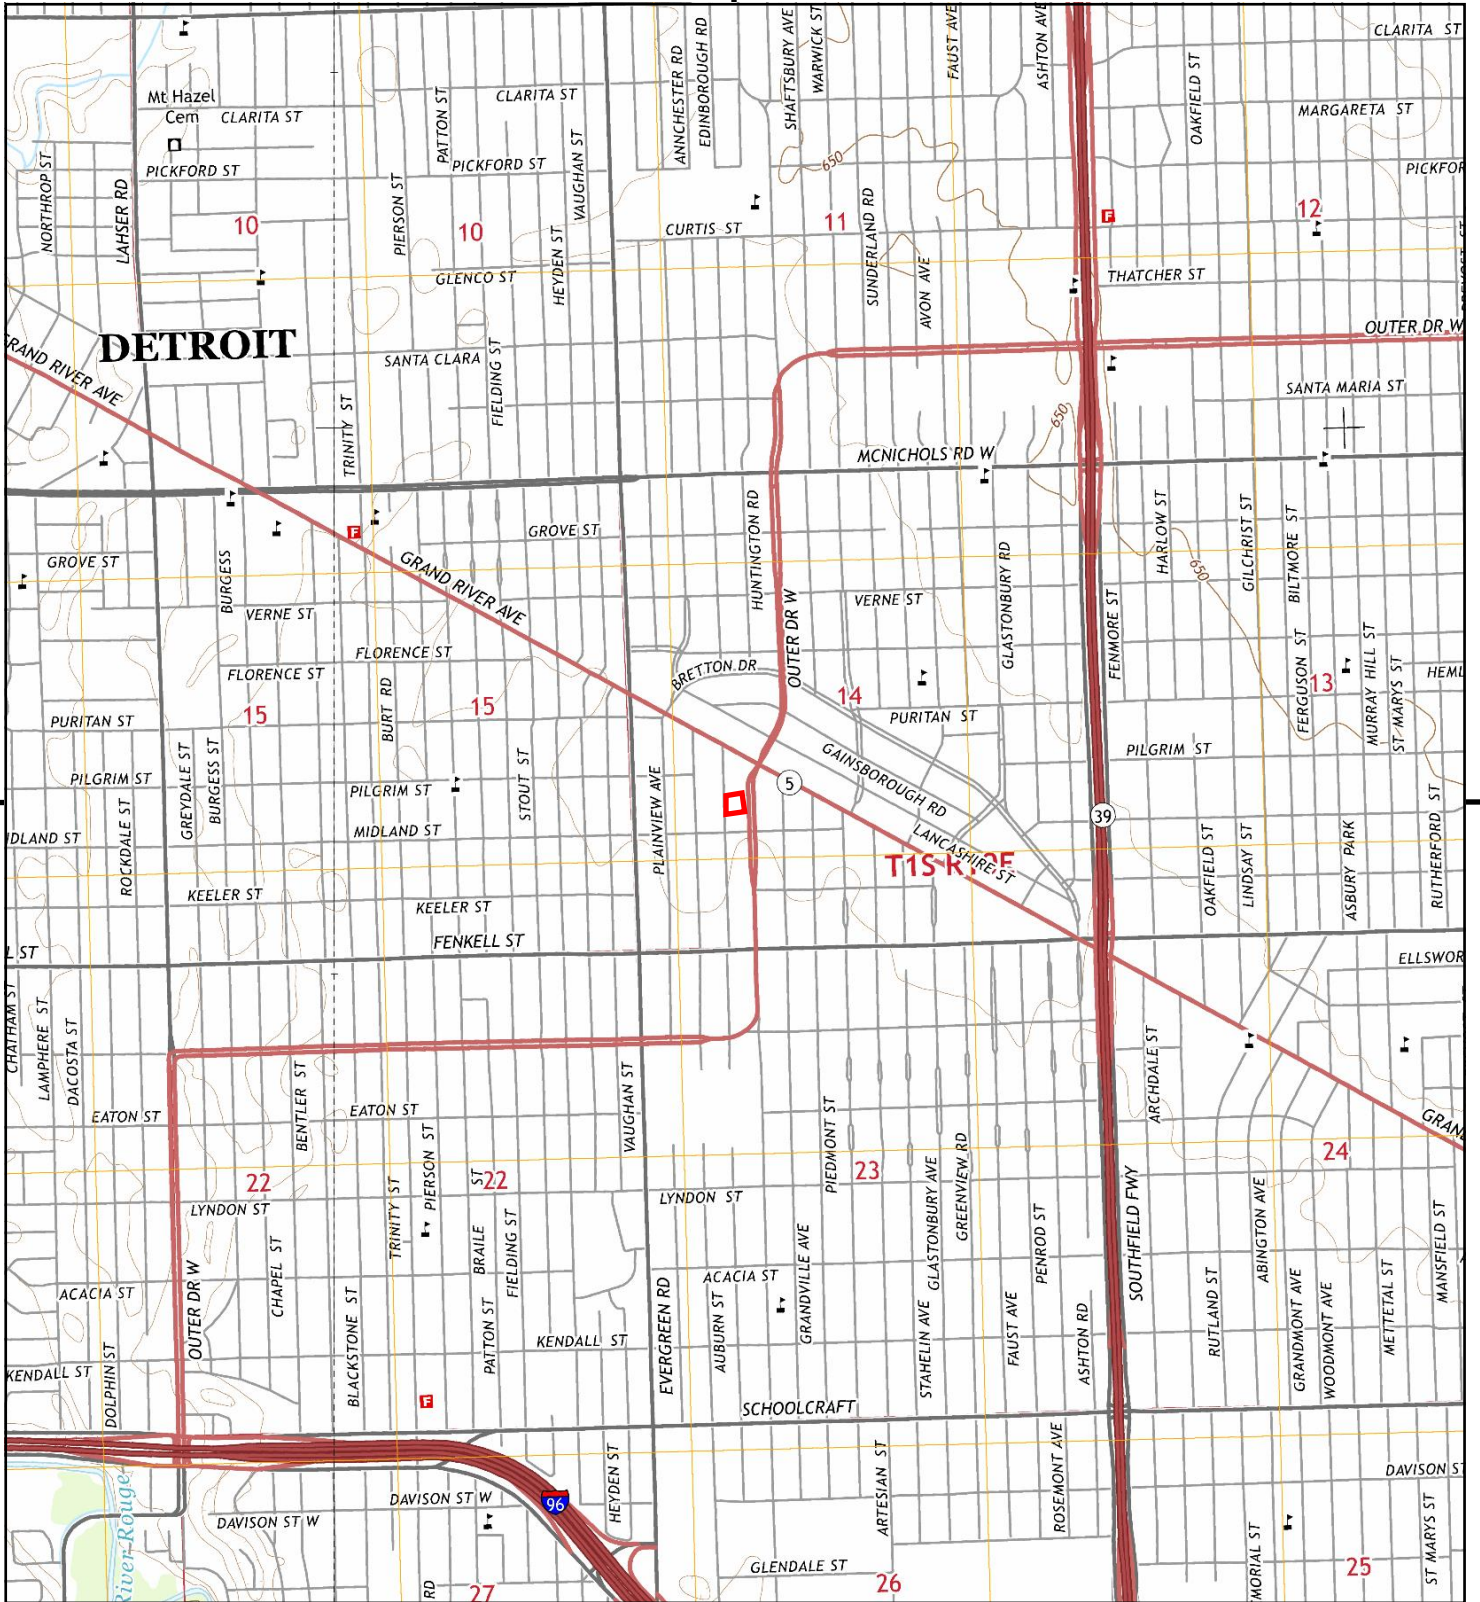 CLARITA ST
ANNCHESTER RD
EDINBOROUGH RD
SHAFTSBURY AVE
WARWICK ST
FAUST AVE
ASHTON AVE
OAKFIELD ST
MARGARETA ST
Mt Hazel
Cem
CLARITA ST
PATTON ST
CLARITA ST
PICKFORD ST
PICKFORD ST
VAUGHAN ST
650
NORTHROP ST
LAHSER RD
10
PIERSON ST
10
CURTIS ST
11
SUNDERLAND RD
F
12
HEYDEN ST
GLENCO ST
AVON AVE
THATCHER ST
DETROIT
OUTER DR W
GRAND RIVER AVE
SANTA CLARA
FIELDING ST
SANTA MARIA ST
TRINITY ST
650
MCNICHOLS RD W
F
GROVE ST
HUNTINGTON RD
HARLOW ST
GILCHRIST ST
BILTMORE ST
GROVE ST
BURGESS
GRAND RIVER AVE
650
VERNE ST
VERNE ST
GLASTONBURY RD
FENMORE ST
OUTER DR W
FLORENCE ST
FLORENCE ST
BRETTON DR
FERGUSON ST
MURRAY HILL ST
ST MARYS ST
BURT RD
14
13
PURITAN ST
15
15
PURITAN ST
PILGRIM ST
GREYDALE ST
BURGESS ST
STOUT ST
PILGRIM ST
PILGRIM ST
PLAINVIEW AVE
5
GAINSBOROUGH RD
39
MIDLAND ST
ROCKDALE ST
LANCASHIRE ST
OAKFIELD ST
LINDSAY ST
ASBURY PARK
RUTHERFORD ST
T1S
KEELER ST
KEELER ST
FENKELL ST
CHATHAM ST
LAMPHERE ST
DACOSTA ST
ARCHDALE ST
EATON ST
BENTLER ST
EATON ST
VAUGHAN ST
PIEDMONT ST
PIERSON ST
22
TRINITY ST
ST
22
LYNDON ST
23
24
LYNDON ST
GLASTONBURY AVE
GREENVIEW RD
SOUTHFIELD FWY
ABINGTON AVE
MANSFIELD ST
OUTER DR W
CHAPEL ST
BRAILE
FIELDING ST
GRANDVILLE AVE
PENROD ST
ACACIA ST
ACACIA ST
BLACKSTONE ST
PATTON ST
KENDALL ST
EVERGREEN RD
AUBURN ST
STAHELIN AVE
FAUST AVE
ASHTON RD
RUTLAND ST
GRANDMONT AVE
WOODMONT AVE
METTETAL ST
KENDALL ST
DOLPHIN ST
F
SCHOOLCRAFT
River Rouge
HEYDEN ST
ARTESIAN ST
ROSEMONT AVE
96
DAVISON ST W
DAVISON ST W
ST MARYS ST
RD
27
GLENDALE ST
26
25